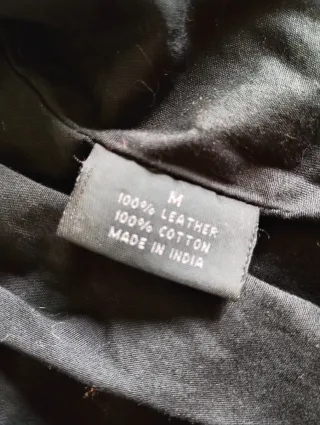 M
100% LEATHER
100% COTTON
MADE IN INDIA